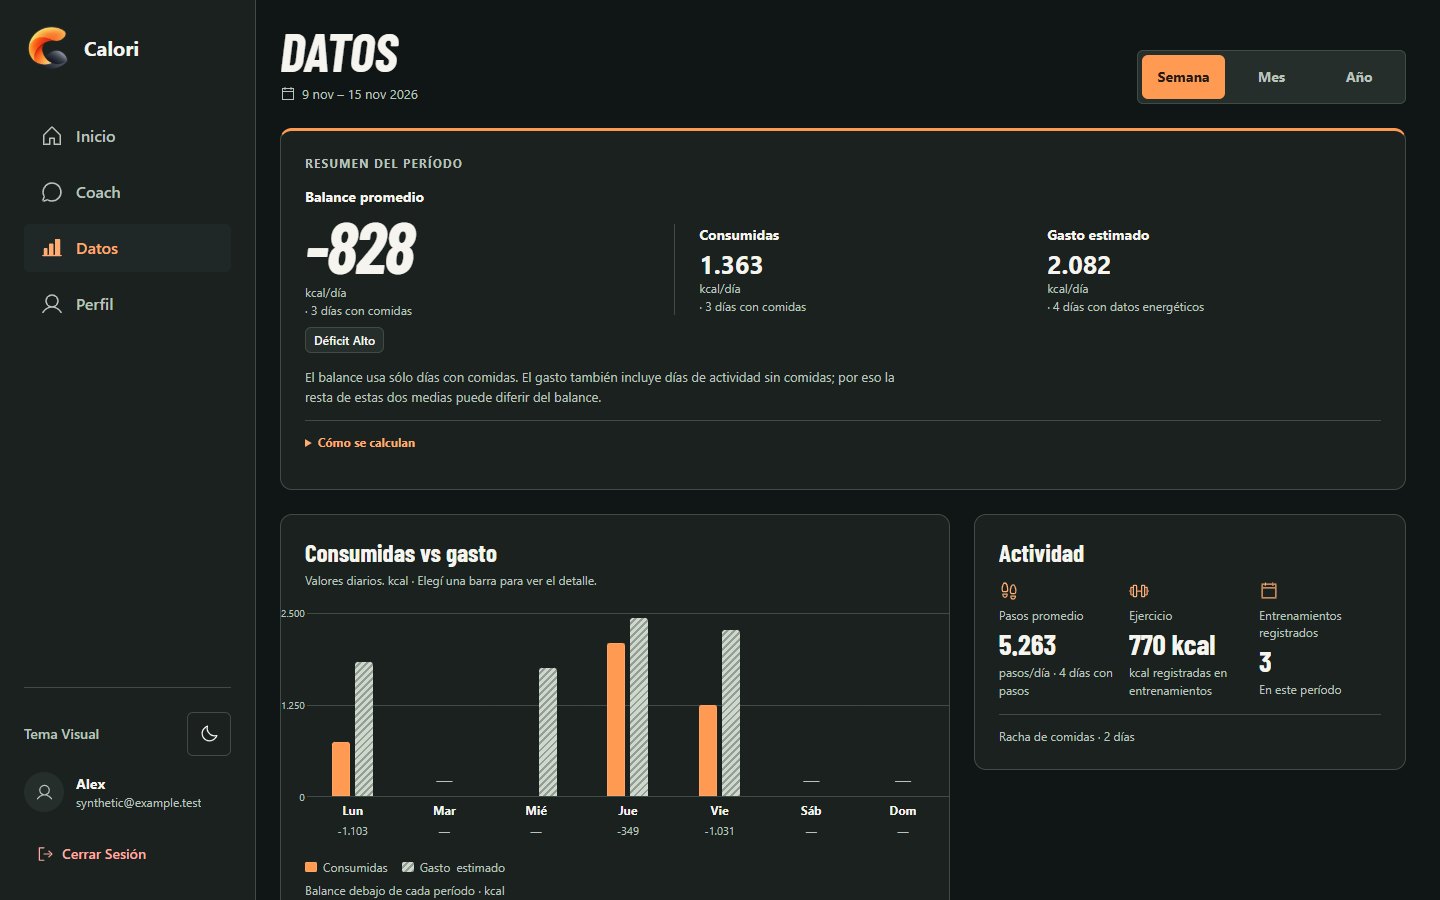 Calori
Inicio
Coach
Datos
Perfil
Tema Visual
Alex
synthetic@example.test
Cerrar Sesión
DATOS
9 nov – 15 nov 2026
Semana
Mes
Año
RESUMEN DEL PERÍODO
Balance promedio
-828
kcal/día
· 3 días con comidas
Déficit Alto
Consumidas
1.363
kcal/día
· 3 días con comidas
Gasto estimado
2.082
kcal/día
· 4 días con datos energéticos
El balance usa sólo días con comidas. El gasto también incluye días de actividad sin comidas; por eso la
resta de estas dos medias puede diferir del balance.
Cómo se calculan
Consumidas vs gasto
Valores diarios. kcal · Elegí una barra para ver el detalle.
2.500
1.250
0
Lun
Mar
Mié
Jue
Vie
Sáb
Dom
-1.103
—
—
-349
-1.031
—
—
Consumidas
Gasto estimado
Balance debajo de cada período · kcal
Actividad
Pasos promedio
5.263
pasos/día · 4 días con
pasos
Ejercicio
770 kcal
kcal registradas en
entrenamientos
Entrenamientos
registrados
3
En este período
Racha de comidas · 2 días